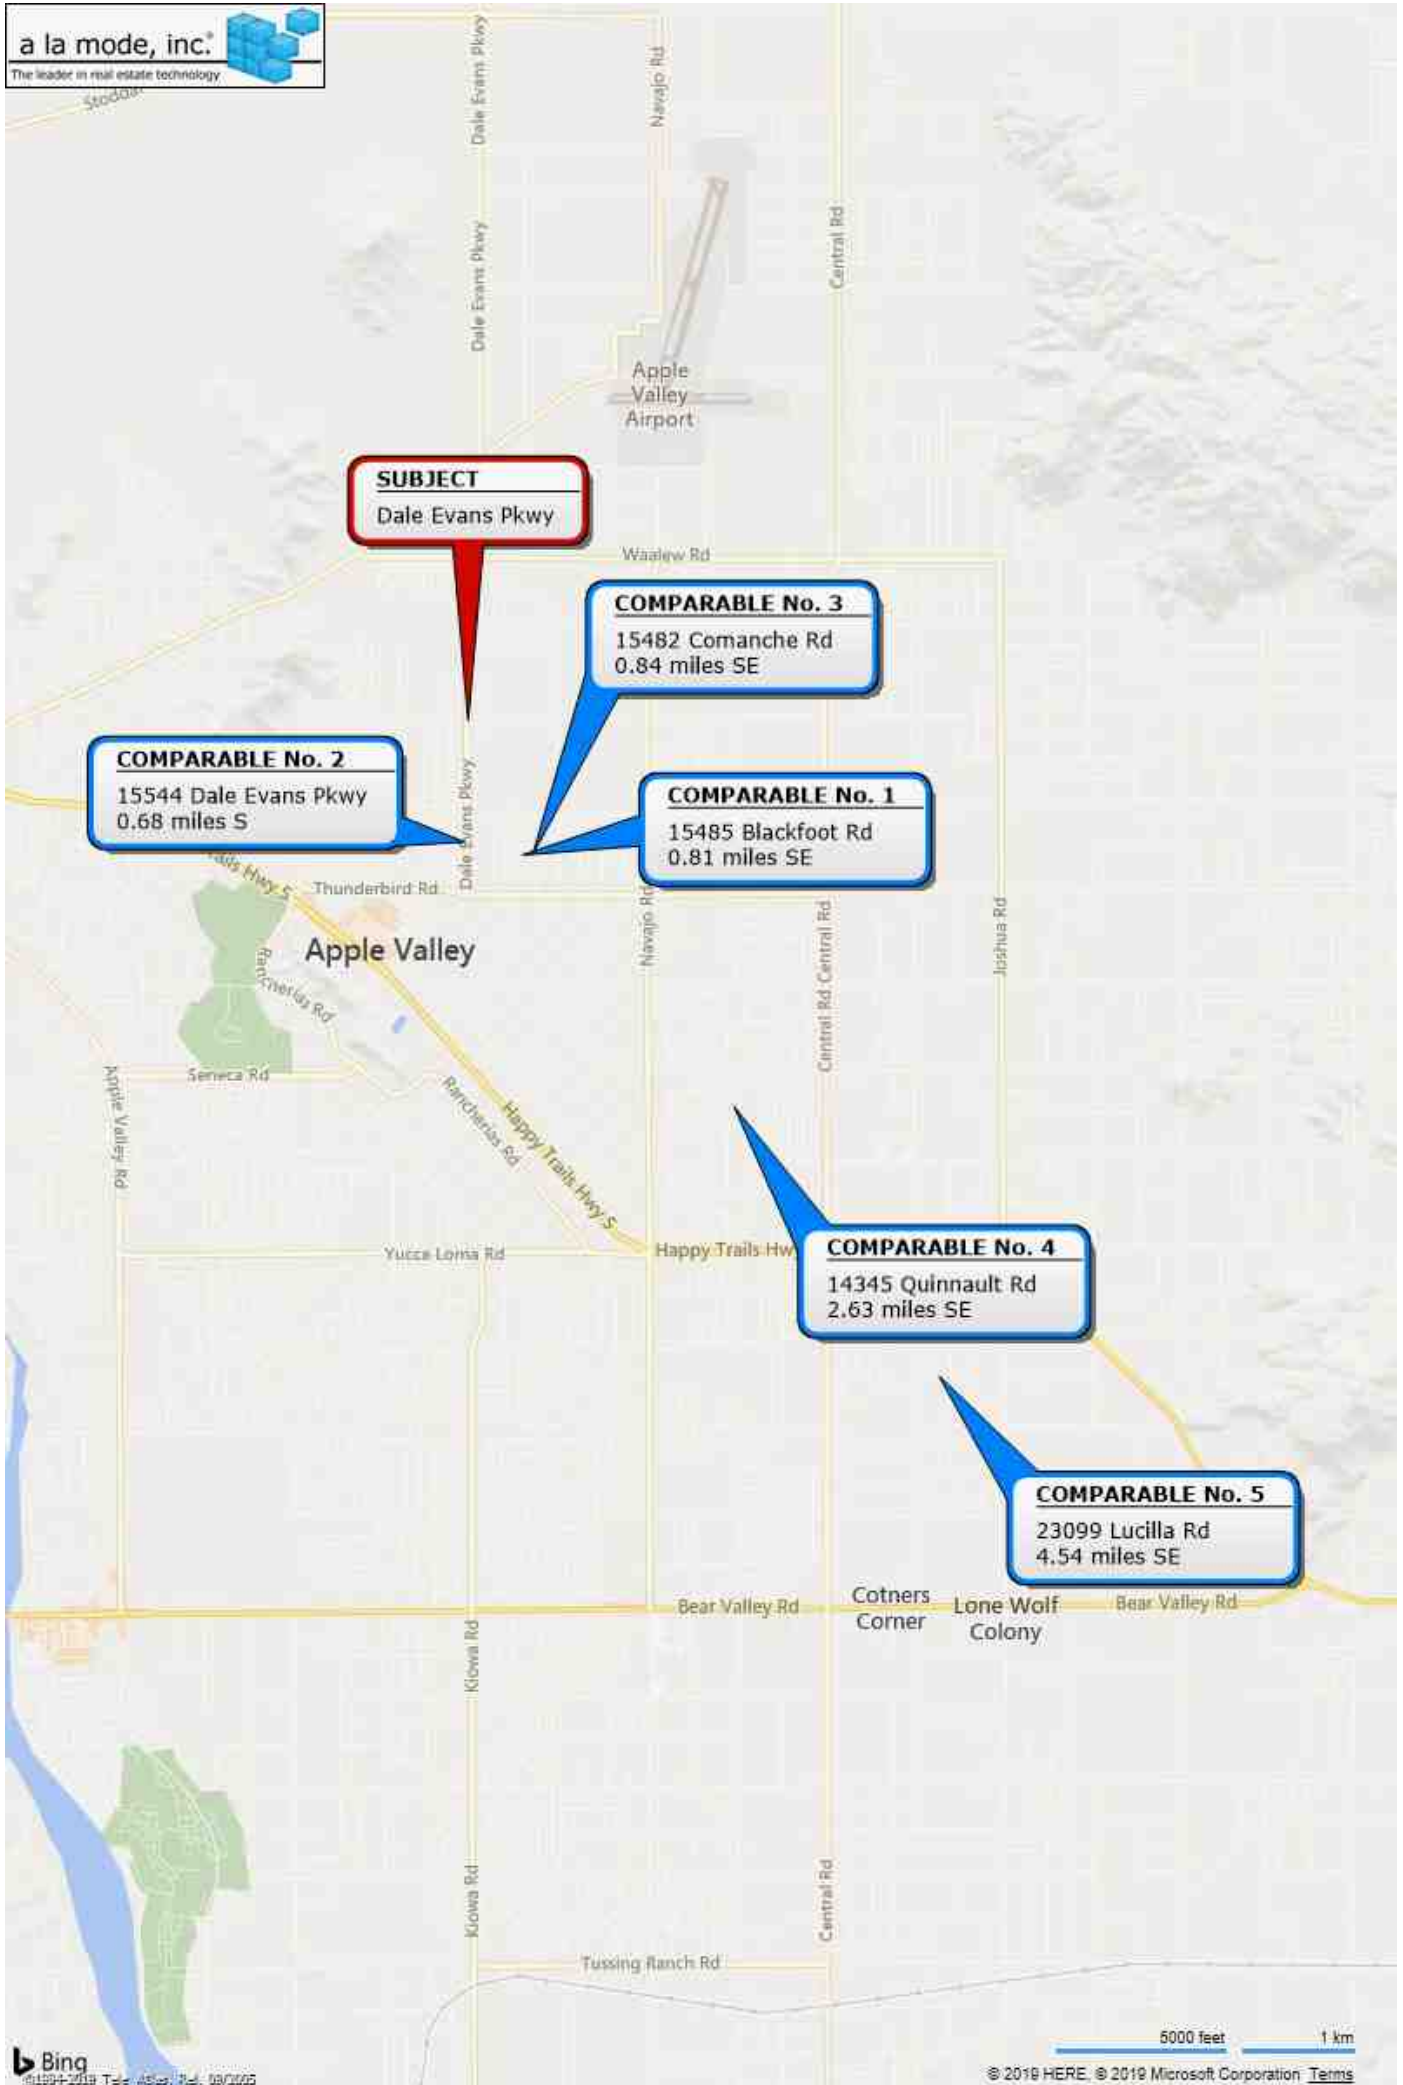 a la mode, inc.®
The leader in real estate technology
Dale Evans Pkwy
Navajo Rd
Central Rd
Dale Evans Pkwy
Apple
Valley
Airport
SUBJECT
Dale Evans Pkwy
Waalew Rd
COMPARABLE No. 3
15482 Comanche Rd
0.84 miles SE
COMPARABLE No. 2
15544 Dale Evans Pkwy
0.68 miles S
Dale Evans Pkwy
COMPARABLE No. 1
15485 Blackfoot Rd
0.81 miles SE
Hwy S
Thunderbird Rd
Navajo Rd
Central Rd
Central Rd
Joshua Rd
Apple Valley
Rancherias Rd
Seneca Rd
Apple Valley Rd
Rancherias Rd
Happy Trails Hwy S
Yucca Loma Rd
Happy Trails Hw
COMPARABLE No. 4
14345 Quinnault Rd
2.63 miles SE
COMPARABLE No. 5
23099 Lucilla Rd
4.54 miles SE
Bear Valley Rd
Cotners
Corner
Lone Wolf
Colony
Bear Valley Rd
Kiowa Rd
Kiowa Rd
Central Rd
Tussing Ranch Rd
5000 feet
1 km
Bing
© 2019 HERE, © 2019 Microsoft Corporation Terms